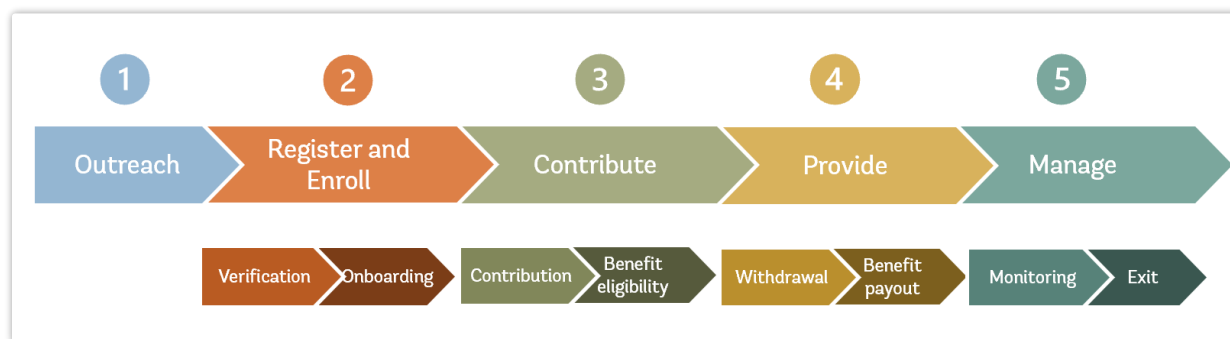 1
2
3
4
5
Outreach
Register and
Enroll
Contribute
Provide
Manage
Verification
Onboarding
Contribution
Benefit
eligibility
Withdrawal
Benefit
payout
Monitoring
Exit